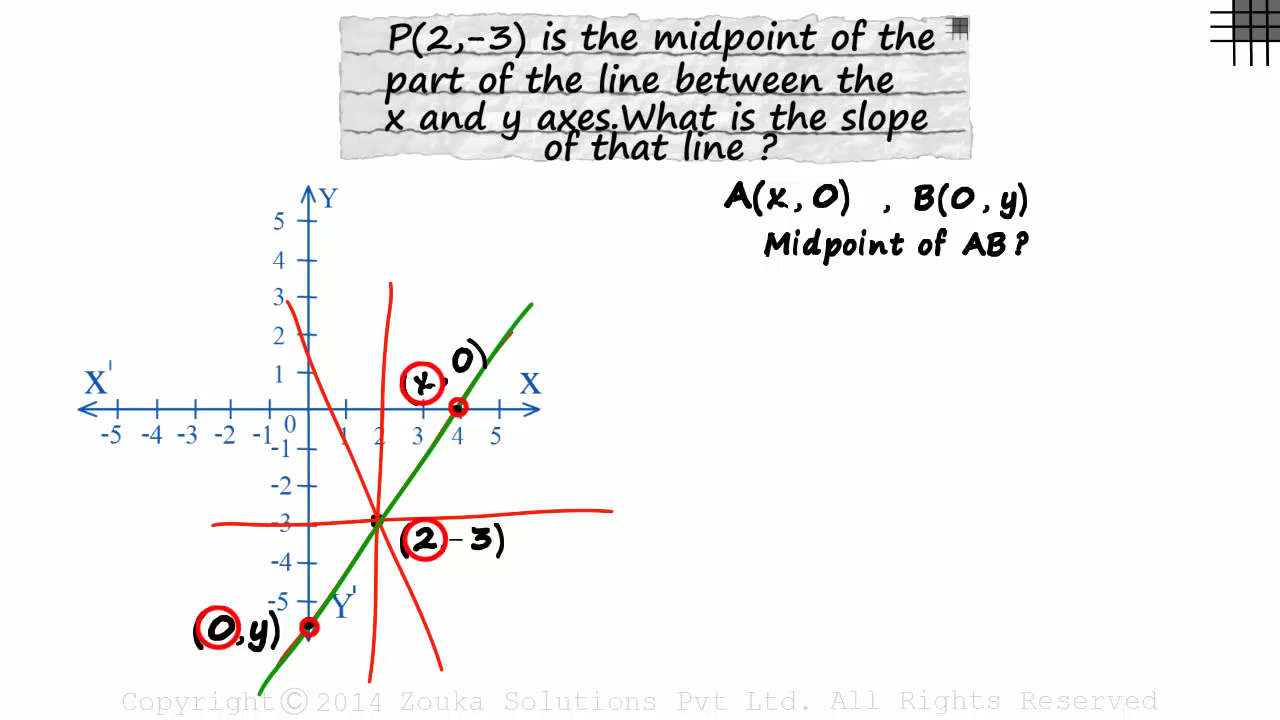 P(2,-3) is the midpoint of the
part of the line between the
x and y axes.What is the slope
of that line ?
A(x, 0) , B(0, y)
Midpoint of AB?
Y
5
4
3
2
1
X'
X
0
-5 -4 -3 -2 -1 1 2 3 4 5
-1
-2
-3
-4
-5
Y'
(x, 0)
(2,-3)
(0,y)
Copyright© 2014 Zouka Solutions Pvt Ltd. All Rights Reserved